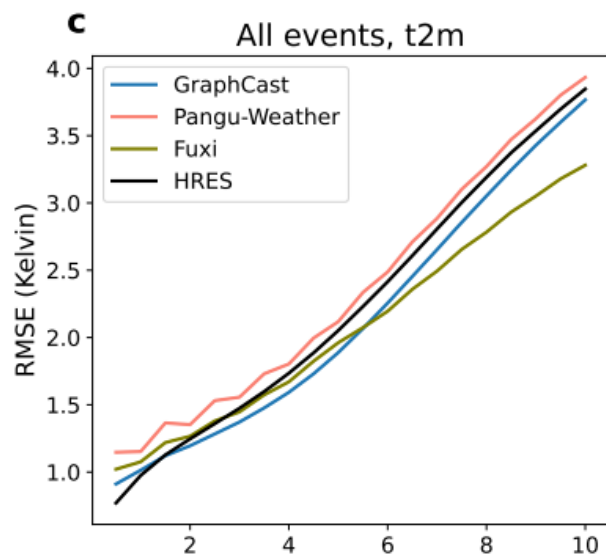 c
All events, t2m
GraphCast
Pangu-Weather
Fuxi
HRES
RMSE (Kelvin)
4.0
3.5
3.0
2.5
2.0
1.5
1.0
2 4 6 8 10